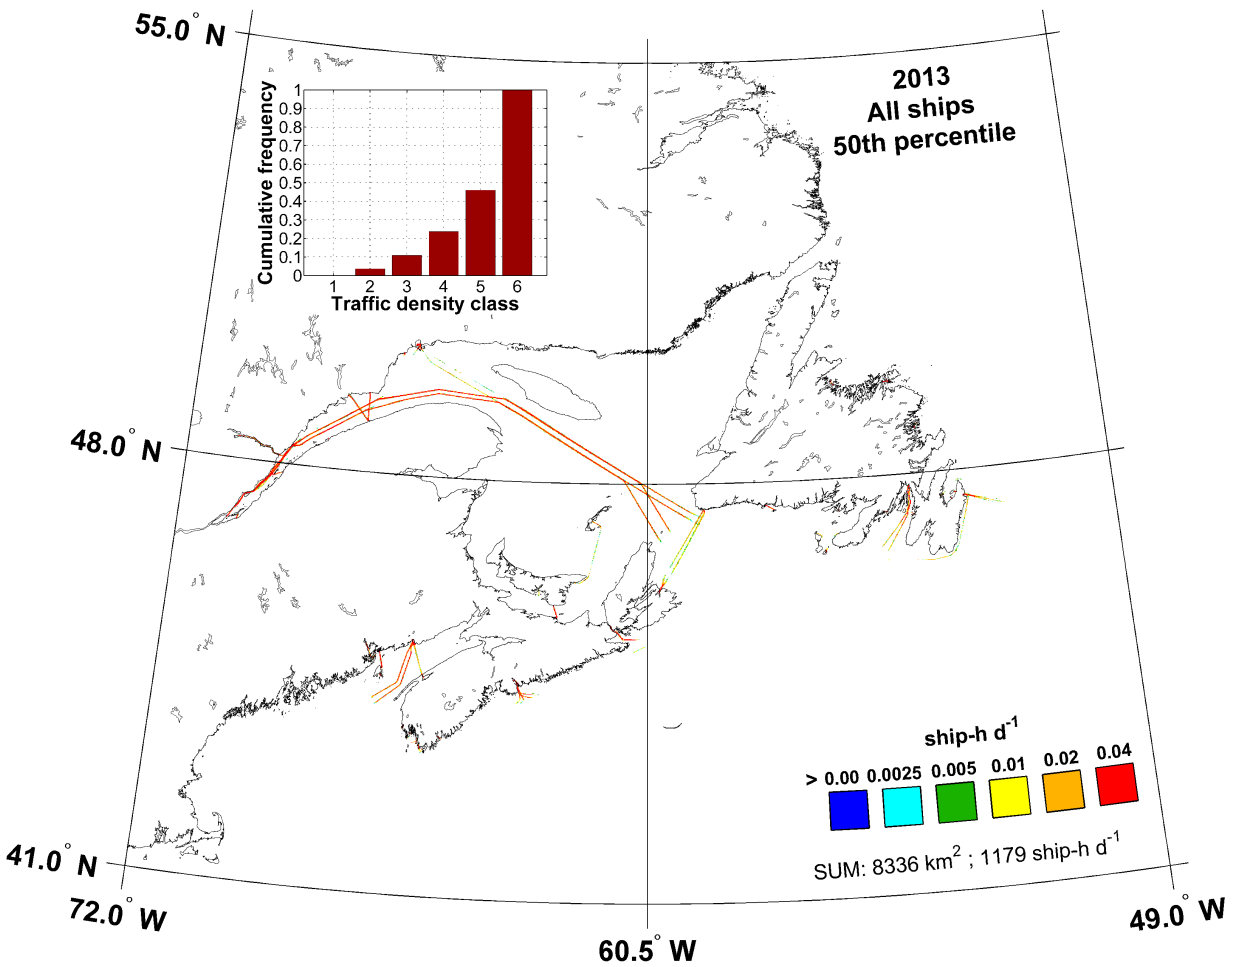 55.0° N
2013
All ships
50th percentile
Cumulative frequency
1
0.9
0.8
0.7
0.6
0.5
0.4
0.3
0.2
0.1
0
1 2 3 4 5 6
Traffic density class
48.0° N
ship-h d-1
> 0.00 0.0025 0.005 0.01 0.02 0.04
SUM: 8336 km2 ; 1179 ship-h d-1
41.0° N
72.0° W
60.5° W
49.0° W